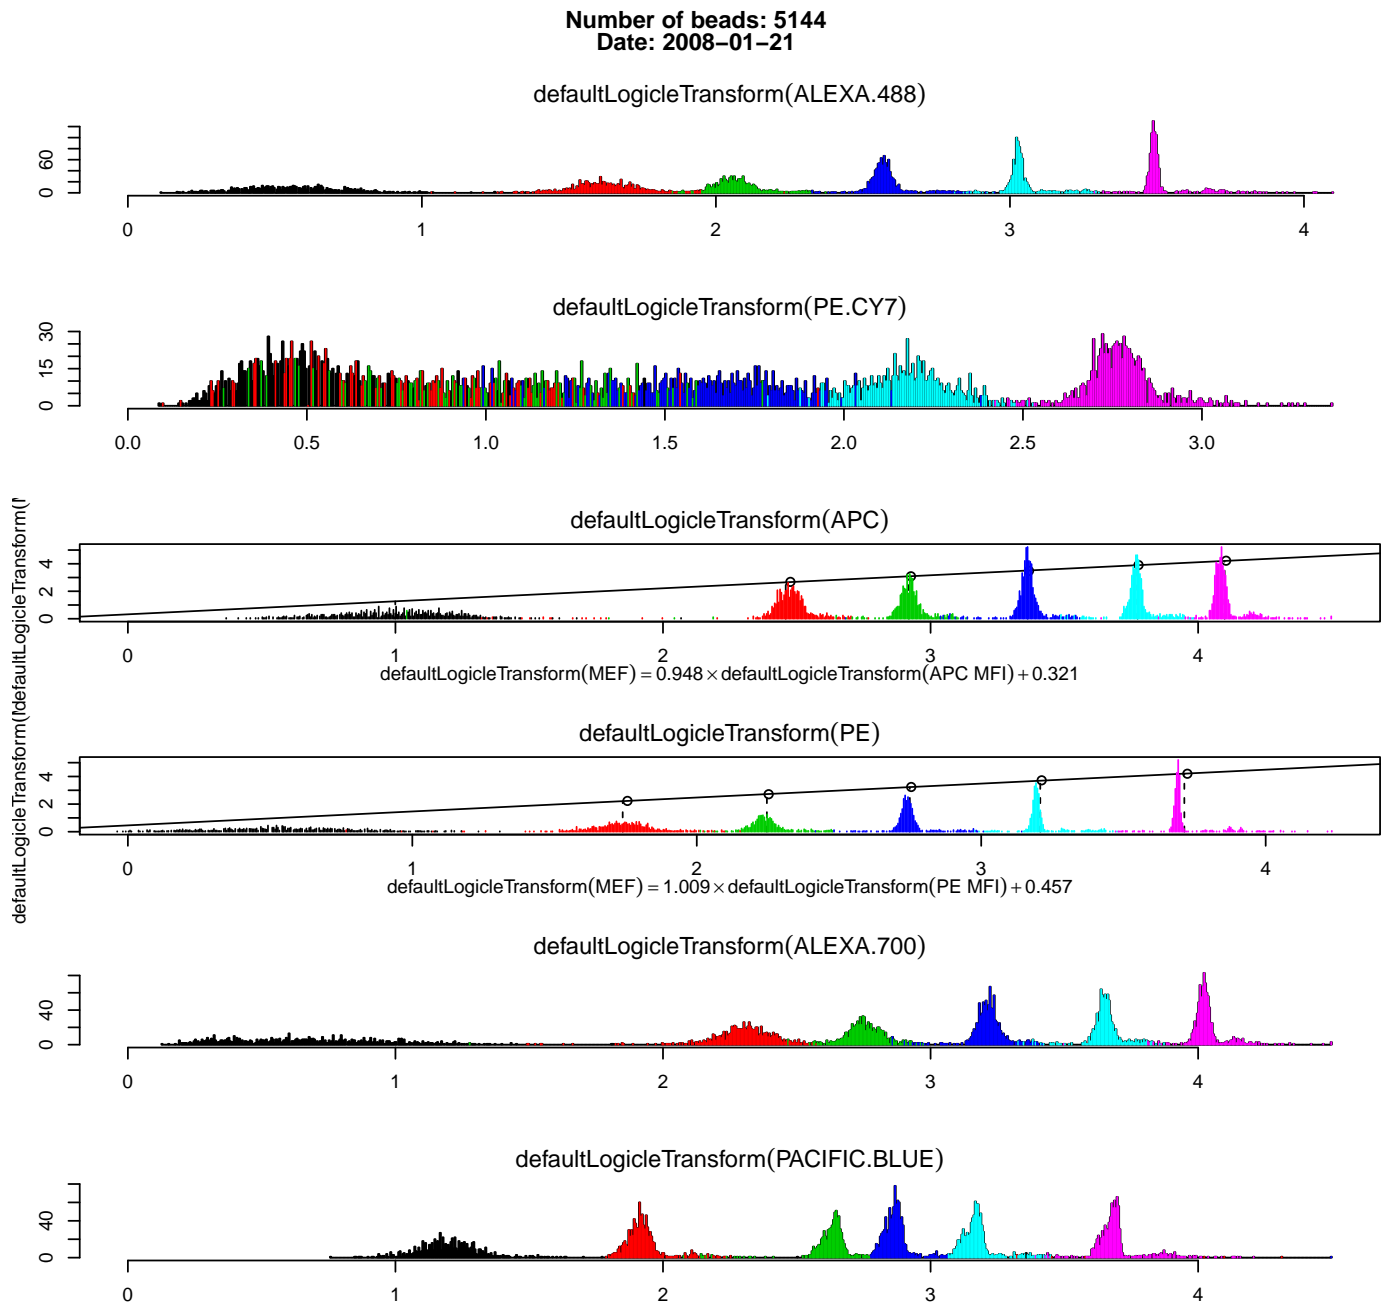 Number of beads: 5144
Date: 2008−01−21
defaultLogicleTransform(ALEXA.488)
0 60
0 1 2 3 4
defaultLogicleTransform(PE.CY7)
0 15 30
0.0 0.5 1.0 1.5 2.0 2.5 3.0
defaultLogicleTransform(APC)
defaultLogicleTransform(
0 2 4
0 1 2 3 4
defaultLogicleTransform(MEF) = 0.948 × defaultLogicleTransform(APC MFI) + 0.321
defaultLogicleTransform(PE)
defaultLogicleTransform(
0 2 4
0 1 2 3 4
defaultLogicleTransform(MEF) = 1.009 × defaultLogicleTransform(PE MFI) + 0.457
defaultLogicleTransform(ALEXA.700)
0 40
0 1 2 3 4
defaultLogicleTransform(PACIFIC.BLUE)
0 40
0 1 2 3 4